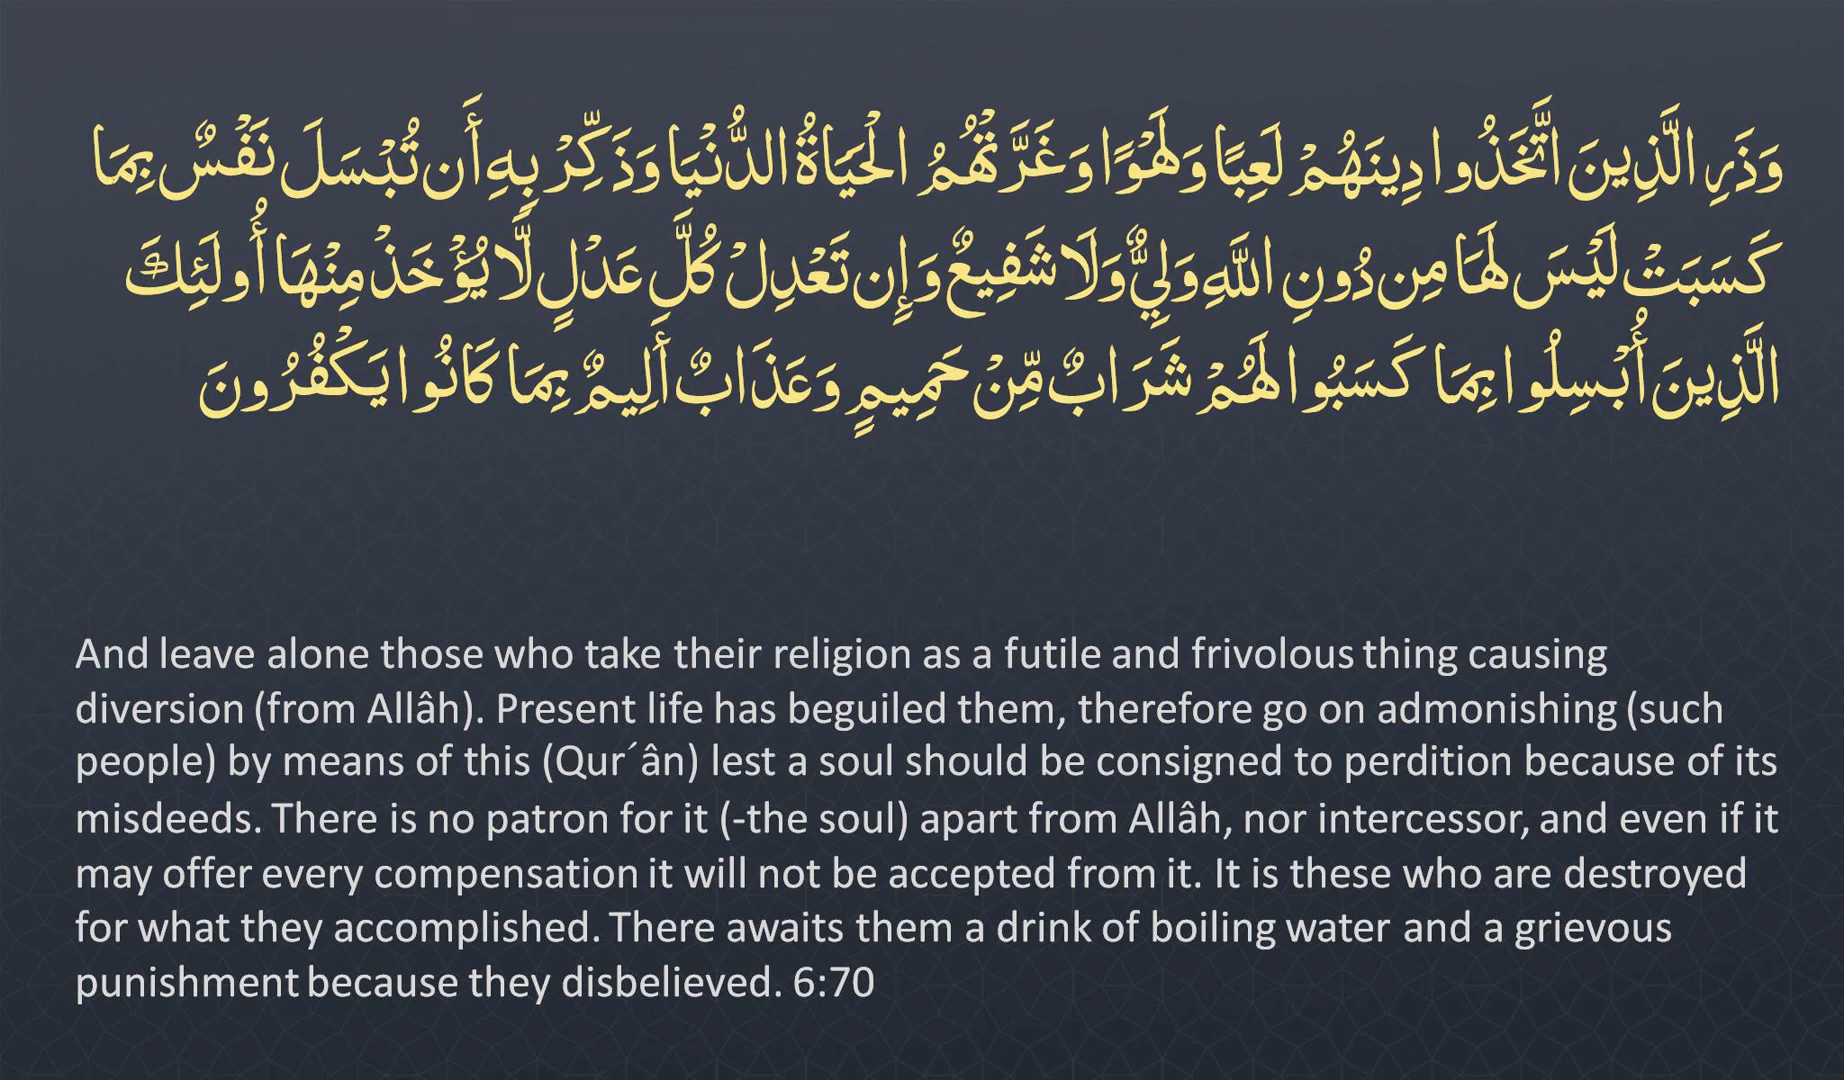 وَذَرِ الَّذِينَ اتَّخَذُوا دِينَهُمْ لَعِبًا وَلَهْوًا وَغَرَّتْهُمُ الْحَيَاةُ الدُّنْيَا وَذَكِّرْ بِهِ أَن تُبْسَلَ نَفْسٌ بِمَا
كَسَبَتْ لَيْسَ لَهَا مِن دُونِ اللَّهِ وَلِيٌّ وَلَا شَفِيعٌ وَإِن تَعْدِلْ كُلَّ عَدْلٍ لَّا يُؤْخَذْ مِنْهَا أُولَئِكَ
الَّذِينَ أُبْسِلُوا بِمَا كَسَبُوا لَهُمْ شَرَابٌ مِّنْ حَمِيمٍ وَعَذَابٌ أَلِيمٌ بِمَا كَانُوا يَكْفُرُونَ
And leave alone those who take their religion as a futile and frivolous thing causing
diversion (from Allâh). Present life has beguiled them, therefore go on admonishing (such
people) by means of this (Qur´ân) lest a soul should be consigned to perdition because of its
misdeeds. There is no patron for it (-the soul) apart from Allâh, nor intercessor, and even if it
may offer every compensation it will not be accepted from it. It is these who are destroyed
for what they accomplished. There awaits them a drink of boiling water and a grievous
punishment because they disbelieved. 6:70